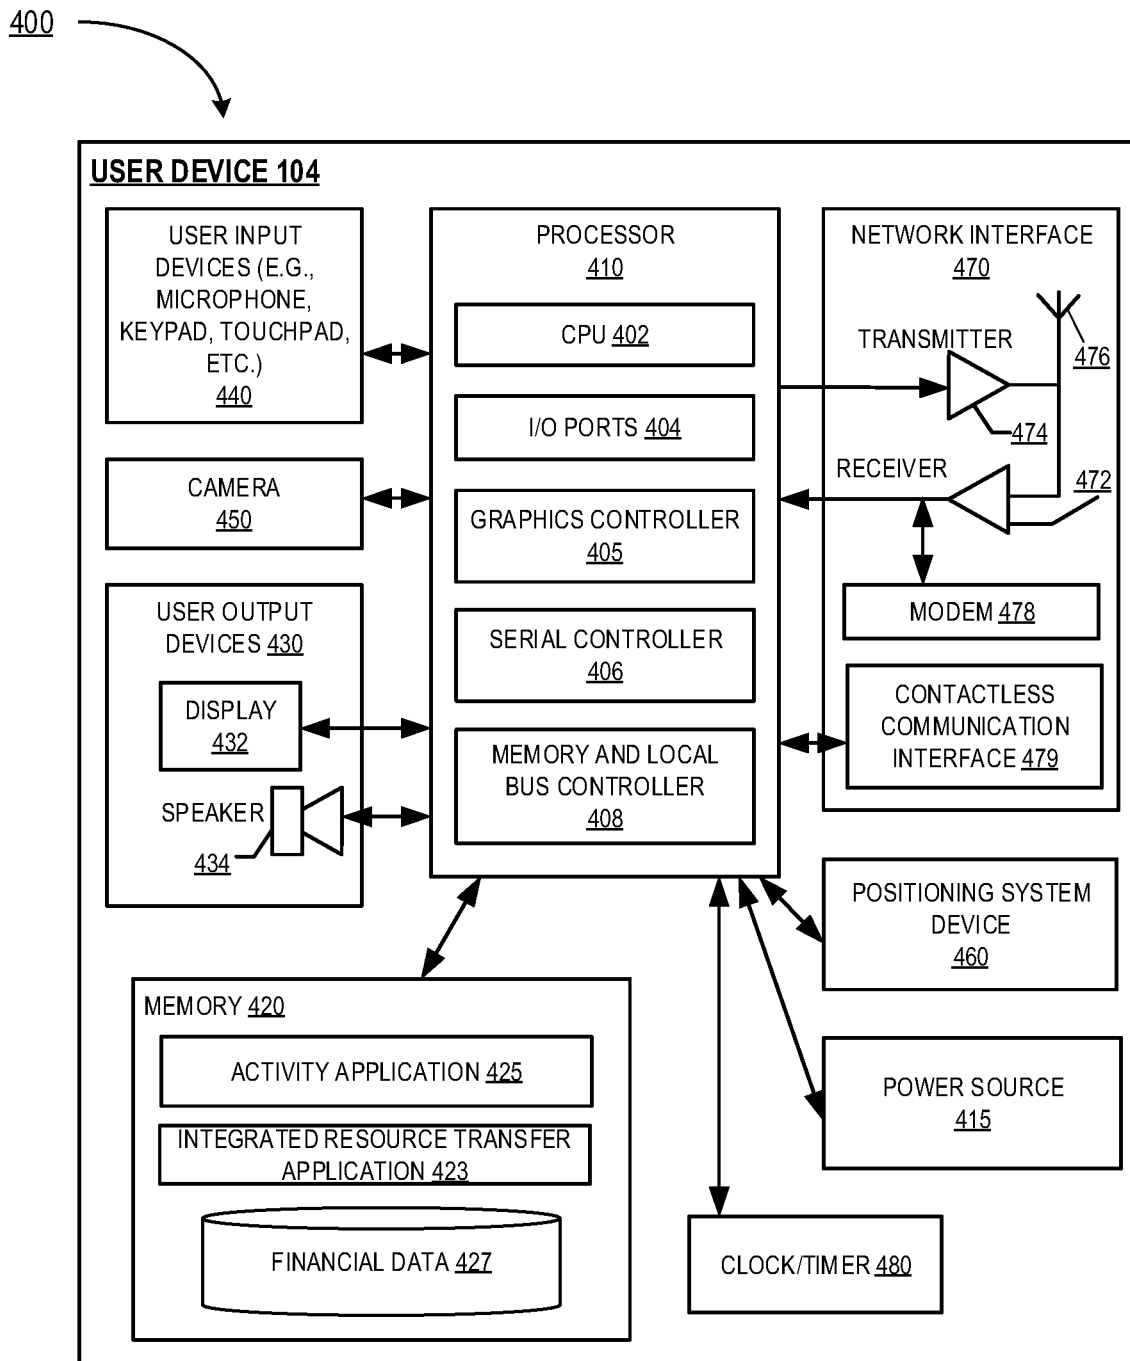 400
USER DEVICE 104
USER INPUT
DEVICES (E.G.,
MICROPHONE,
KEYPAD, TOUCHPAD,
ETC.)
440
CAMERA
450
USER OUTPUT
DEVICES 430
DISPLAY
432
SPEAKER
434
PROCESSOR
410
CPU 402
I/O PORTS 404
GRAPHICS CONTROLLER
405
SERIAL CONTROLLER
406
MEMORY AND LOCAL
BUS CONTROLLER
408
NETWORK INTERFACE
470
TRANSMITTER
476
474
RECEIVER
472
MODEM 478
CONTACTLESS
COMMUNICATION
INTERFACE 479
POSITIONING SYSTEM
DEVICE
460
POWER SOURCE
415
CLOCK/TIMER 480
MEMORY 420
ACTIVITY APPLICATION 425
INTEGRATED RESOURCE TRANSFER
APPLICATION 423
FINANCIAL DATA 427